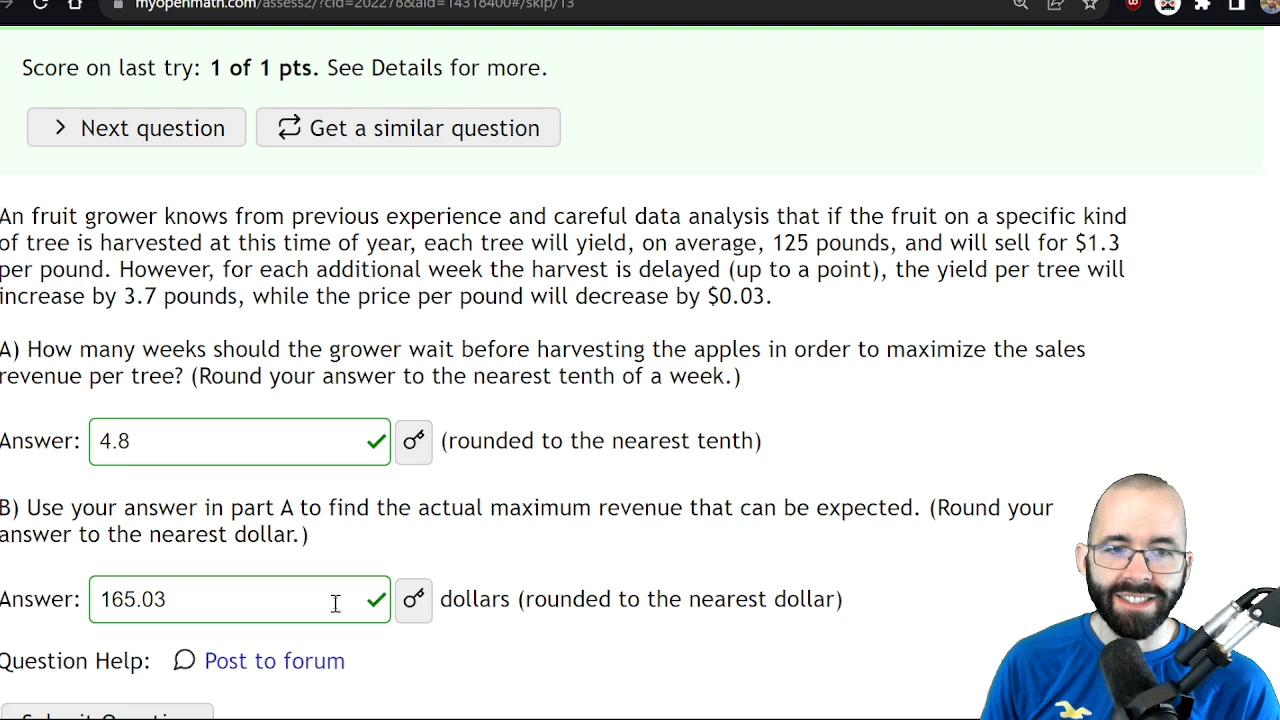 myopenmath.com/assess2/?cid=202278&aid=14318400#/skip/13
Score on last try: 1 of 1 pts. See Details for more.
Next question
Get a similar question
An fruit grower knows from previous experience and careful data analysis that if the fruit on a specific kind
of tree is harvested at this time of year, each tree will yield, on average, 125 pounds, and will sell for $1.3
per pound. However, for each additional week the harvest is delayed (up to a point), the yield per tree will
increase by 3.7 pounds, while the price per pound will decrease by $0.03.
A) How many weeks should the grower wait before harvesting the apples in order to maximize the sales
revenue per tree? (Round your answer to the nearest tenth of a week.)
Answer: 4.8 (rounded to the nearest tenth)
B) Use your answer in part A to find the actual maximum revenue that can be expected. (Round your
answer to the nearest dollar.)
Answer: 165.03 dollars (rounded to the nearest dollar)
Question Help: Post to forum